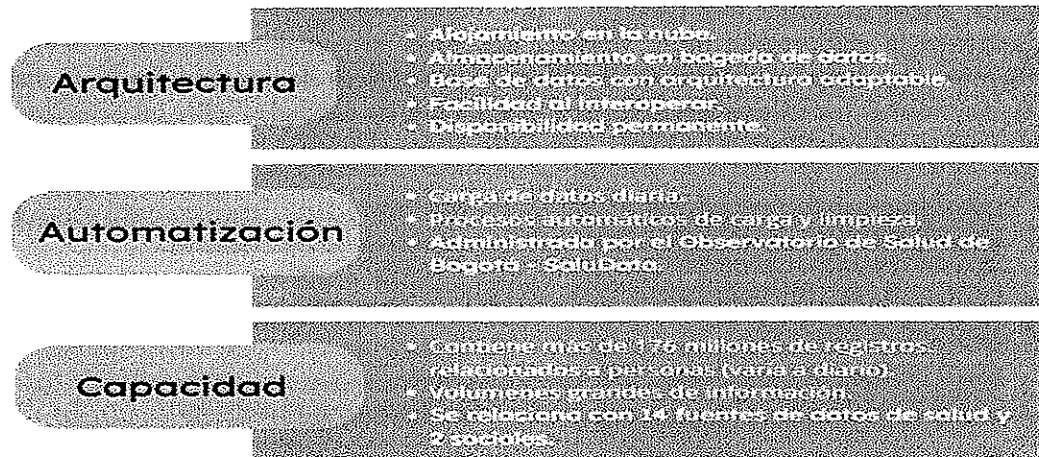 Arquitectura
• Alojamiento en la nube.
• Almacenamiento en bogeda de datos.
• Base de datos con arquitectura adaptable.
• Facilidad al interoperar.
• Disponibilidad permanente.
Automatización
• Carga de datos diaria.
• Procesos automáticos de carga y limpieza.
• Administrado por el Observatorio de Salud de
Bogotá - SaluData.
Capacidad
• Contiene más de 176 millones de registros
relacionados a personas (varia a diario).
• Volúmenes grandes de información.
• Se relaciona con 14 fuentes de datos de salud y
2 sociales.